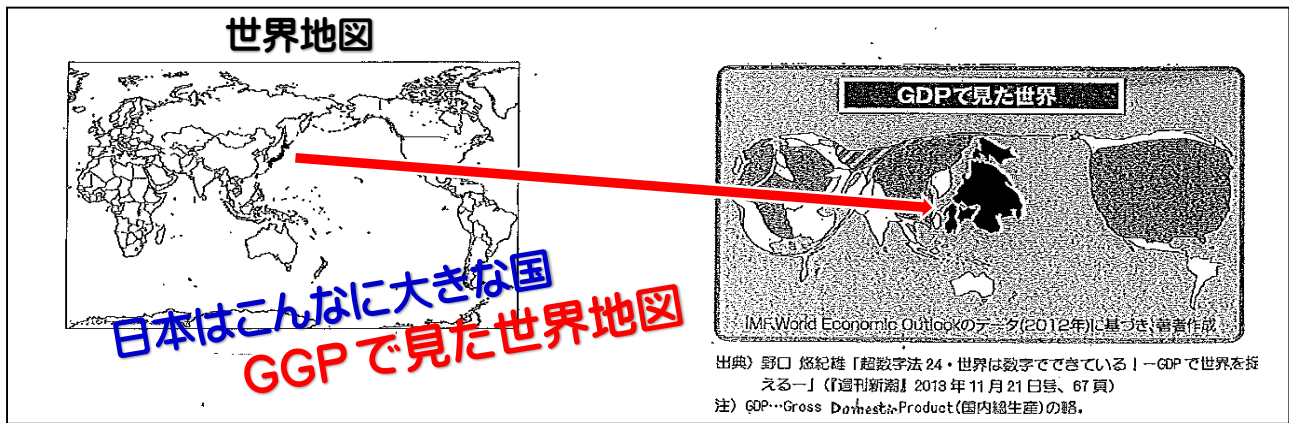 世界地図
日本はこんなに大きな国
GGPで見た世界地図
GDPで見た世界
IMF.World Economic Outlookのデータ(2012年)に基づき、著者作成
出典）野口 悠紀雄「超数字法 24・世界は数字でできている！－GDPで世界を捉
える－」（『週刊新潮』2013年11月21日号、67頁）
注）GDP…Gross Domestic Product(国内総生産)の略。